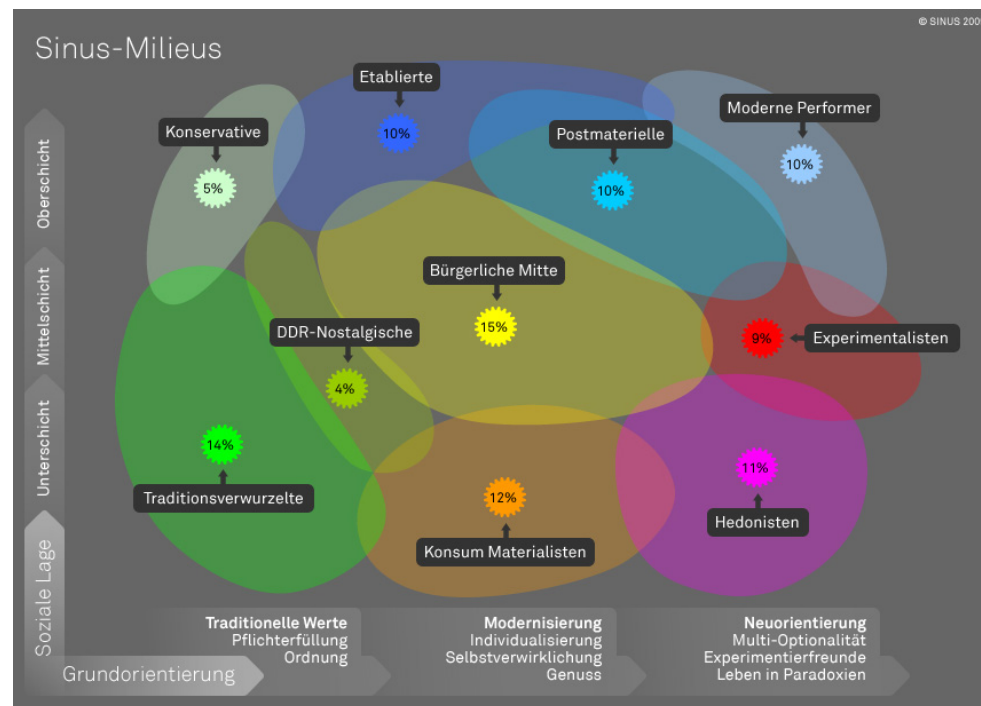 © SINUS 200
Sinus-Milieus
Etablierte
10%
Konservative
5%
Postmaterielle
10%
Moderne Performer
10%
Bürgerliche Mitte
15%
DDR-Nostalgische
4%
9%
Experimentalisten
14%
Traditionsverwurzelte
12%
Konsum Materialisten
11%
Hedonisten
Oberschicht
Mittelschicht
Unterschicht
Soziale Lage
Traditionelle Werte
Pflichterfüllung
Ordnung
Modernisierung
Individualisierung
Selbstverwirklichung
Genuss
Neuorientierung
Multi-Optionalität
Experimentierfreunde
Leben in Paradoxien
Grundorientierung